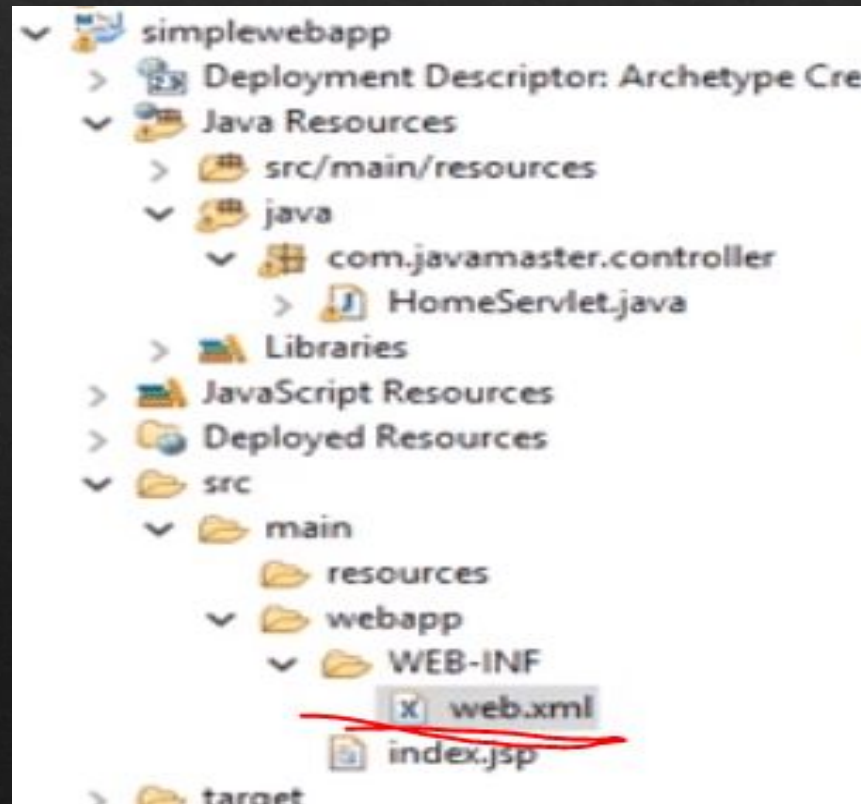 simplewebapp
Deployment Descriptor: Archetype Cre
Java Resources
src/main/resources
java
com.javamaster.controller
HomeServlet.java
Libraries
JavaScript Resources
Deployed Resources
src
main
resources
webapp
WEB-INF
web.xml
index.jsp
target